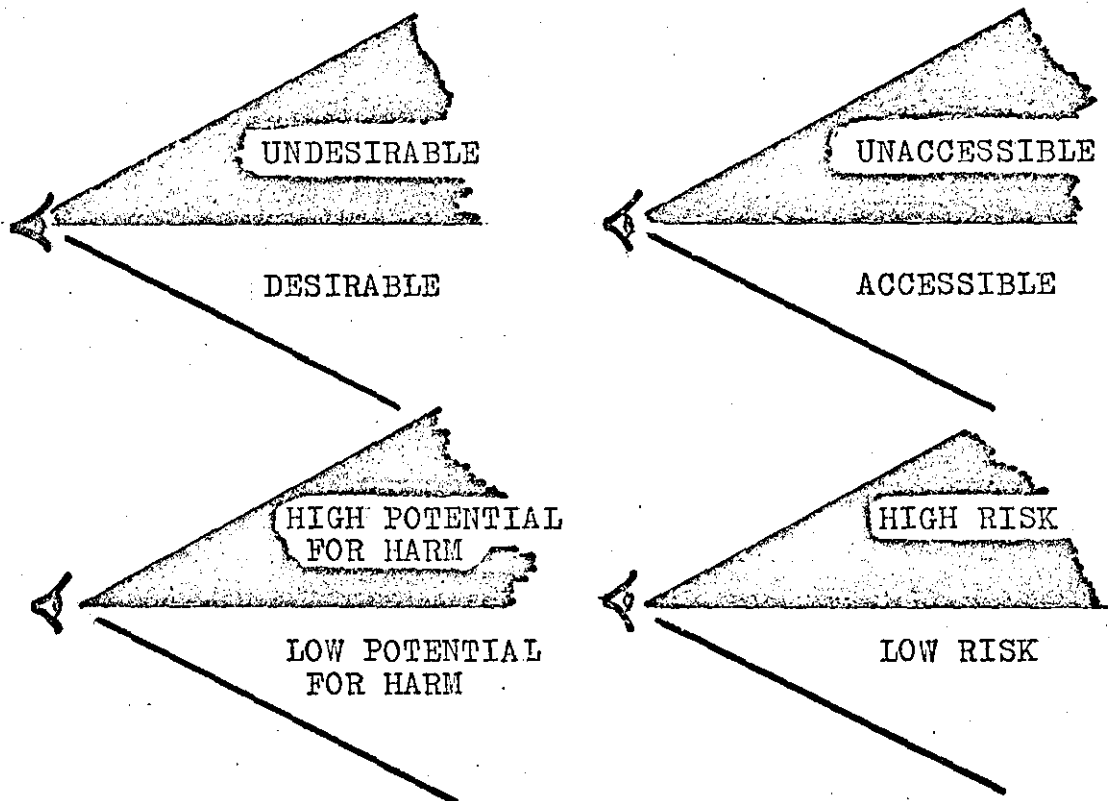 UNDESIRABLE
DESIRABLE
UNACCESSIBLE
ACCESSIBLE
HIGH POTENTIAL
FOR HARM
LOW POTENTIAL
FOR HARM
HIGH RISK
LOW RISK